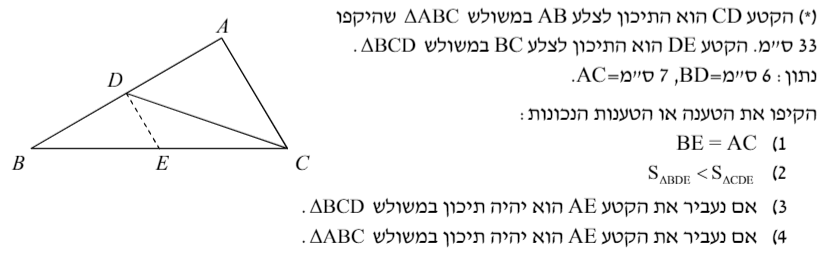 (*) הקטע CD הוא התיכון לצלע AB במשולש ΔABC שהיקפו
33 ס״מ. הקטע DE הוא התיכון לצלע BC במשולש ΔBCD.
נתון: 6 ס״מ=BD, 7 ס״מ=AC.
הקיפו את הטענה או הטענות הנכונות:
1) BE = AC
2) SΔBDE < SΔCDE
3) אם נעביר את הקטע AE הוא יהיה תיכון במשולש ΔBCD.
4) אם נעביר את הקטע AE הוא יהיה תיכון במשולש ΔABC.
A
D
B
E
C